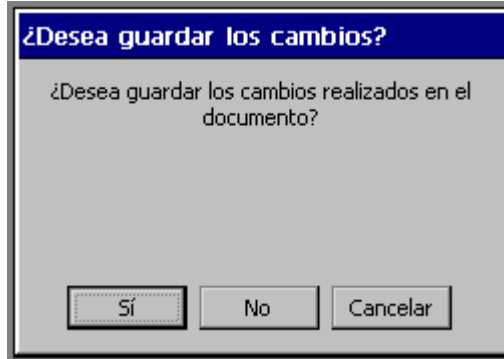 ¿Desea guardar los cambios?
¿Desea guardar los cambios realizados en el
documento?
Sí No Cancelar